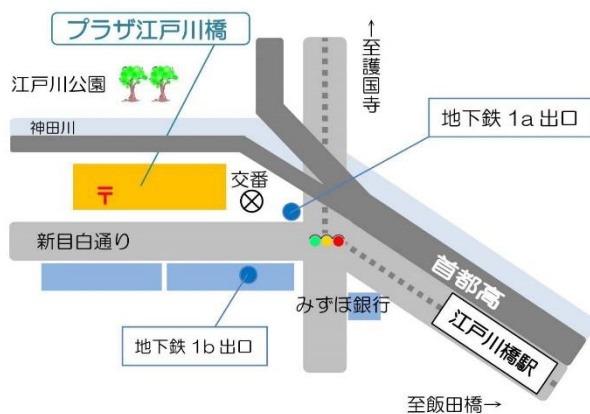 プラザ江戸川橋
←至護国寺
江戸川公園
地下鉄 1a 出口
神田川
交番
〒
新目白通り
首都高
みずほ銀行
江戸川橋駅
地下鉄 1b 出口
至飯田橋→